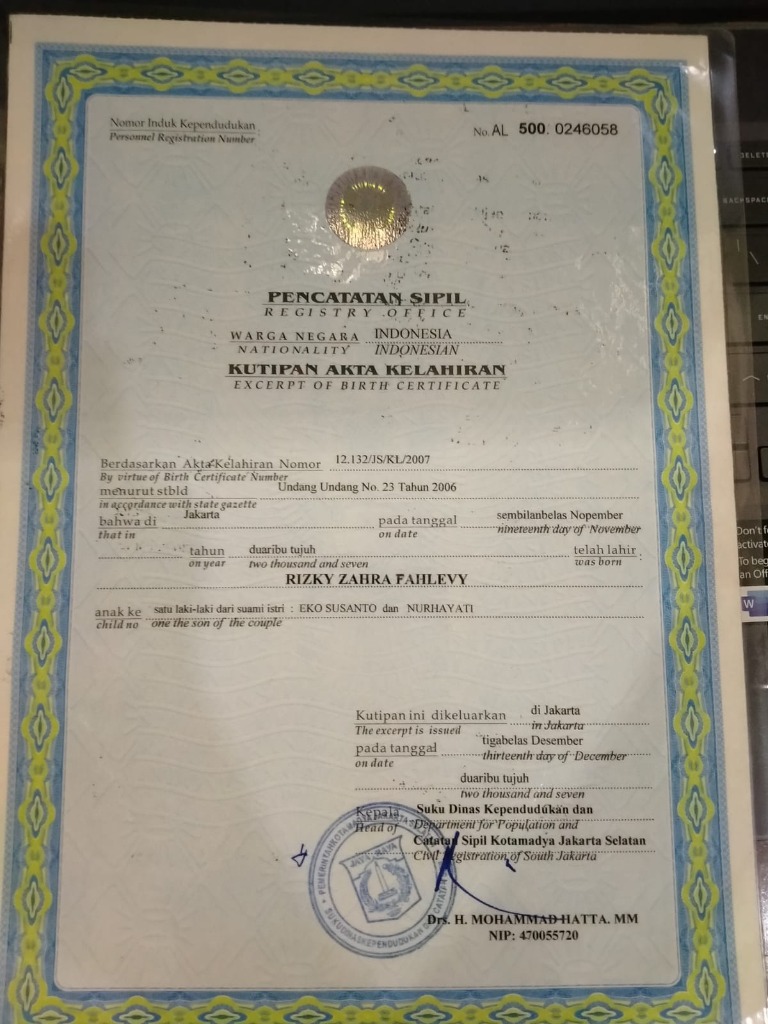 Nomor Induk Kependudukan
Personnel Registration Number
No. AL 500. 0246058
PENCATATAN SIPIL
REGISTRY OFFICE
WARGA NEGARA INDONESIA
NATIONALITY INDONESIAN
KUTIPAN AKTA KELAHIRAN
EXCERPT OF BIRTH CERTIFICATE
Berdasarkan Akta Kelahiran Nomor 12.132/JS/KL/2007
By virtue of Birth Certificate Number
menurut stbld Undang Undang No. 23 Tahun 2006
in accordance with state gazette
bahwa di Jakarta pada tanggal sembilanbelas Nopember
that in on date nineteenth day of November
tahun duaribu tujuh telah lahir
on year two thousand and seven was born
RIZKY ZAHRA FAHLEVY
anak ke satu laki-laki dari suami istri : EKO SUSANTO dan NURHAYATI
child no one the son of the couple
Kutipan ini dikeluarkan di Jakarta
The excerpt is issued in Jakarta
pada tanggal tigabelas Desember
on date thirteenth day of December
duaribu tujuh
two thousand and seven
Kepala Suku Dinas Kependudukan dan
Head of Department for Population and
Catatan Sipil Kotamadya Jakarta Selatan
Civil Registration of South Jakarta
JAYA RAYA
Drs. H. MOHAMMAD HATTA. MM
NIP: 470055720
DELETE
BACKSPACE
Don't
To
an Off
W